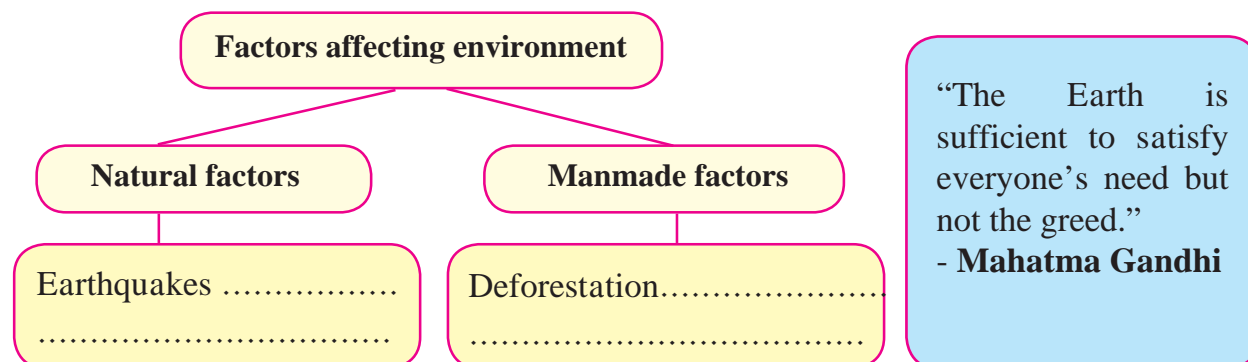 Factors affecting environment
Natural factors
Manmade factors
Earthquakes .................
..................................
Deforestation......................
......................................
“The Earth is
sufficient to satisfy
everyone’s need but
not the greed.”
- Mahatma Gandhi